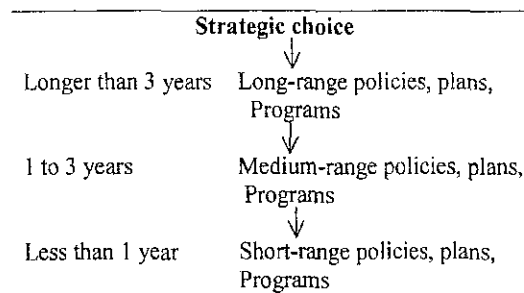 Strategic choice
Longer than 3 years Long-range policies, plans,
Programs
1 to 3 years Medium-range policies, plans,
Programs
Less than 1 year Short-range policies, plans,
Programs